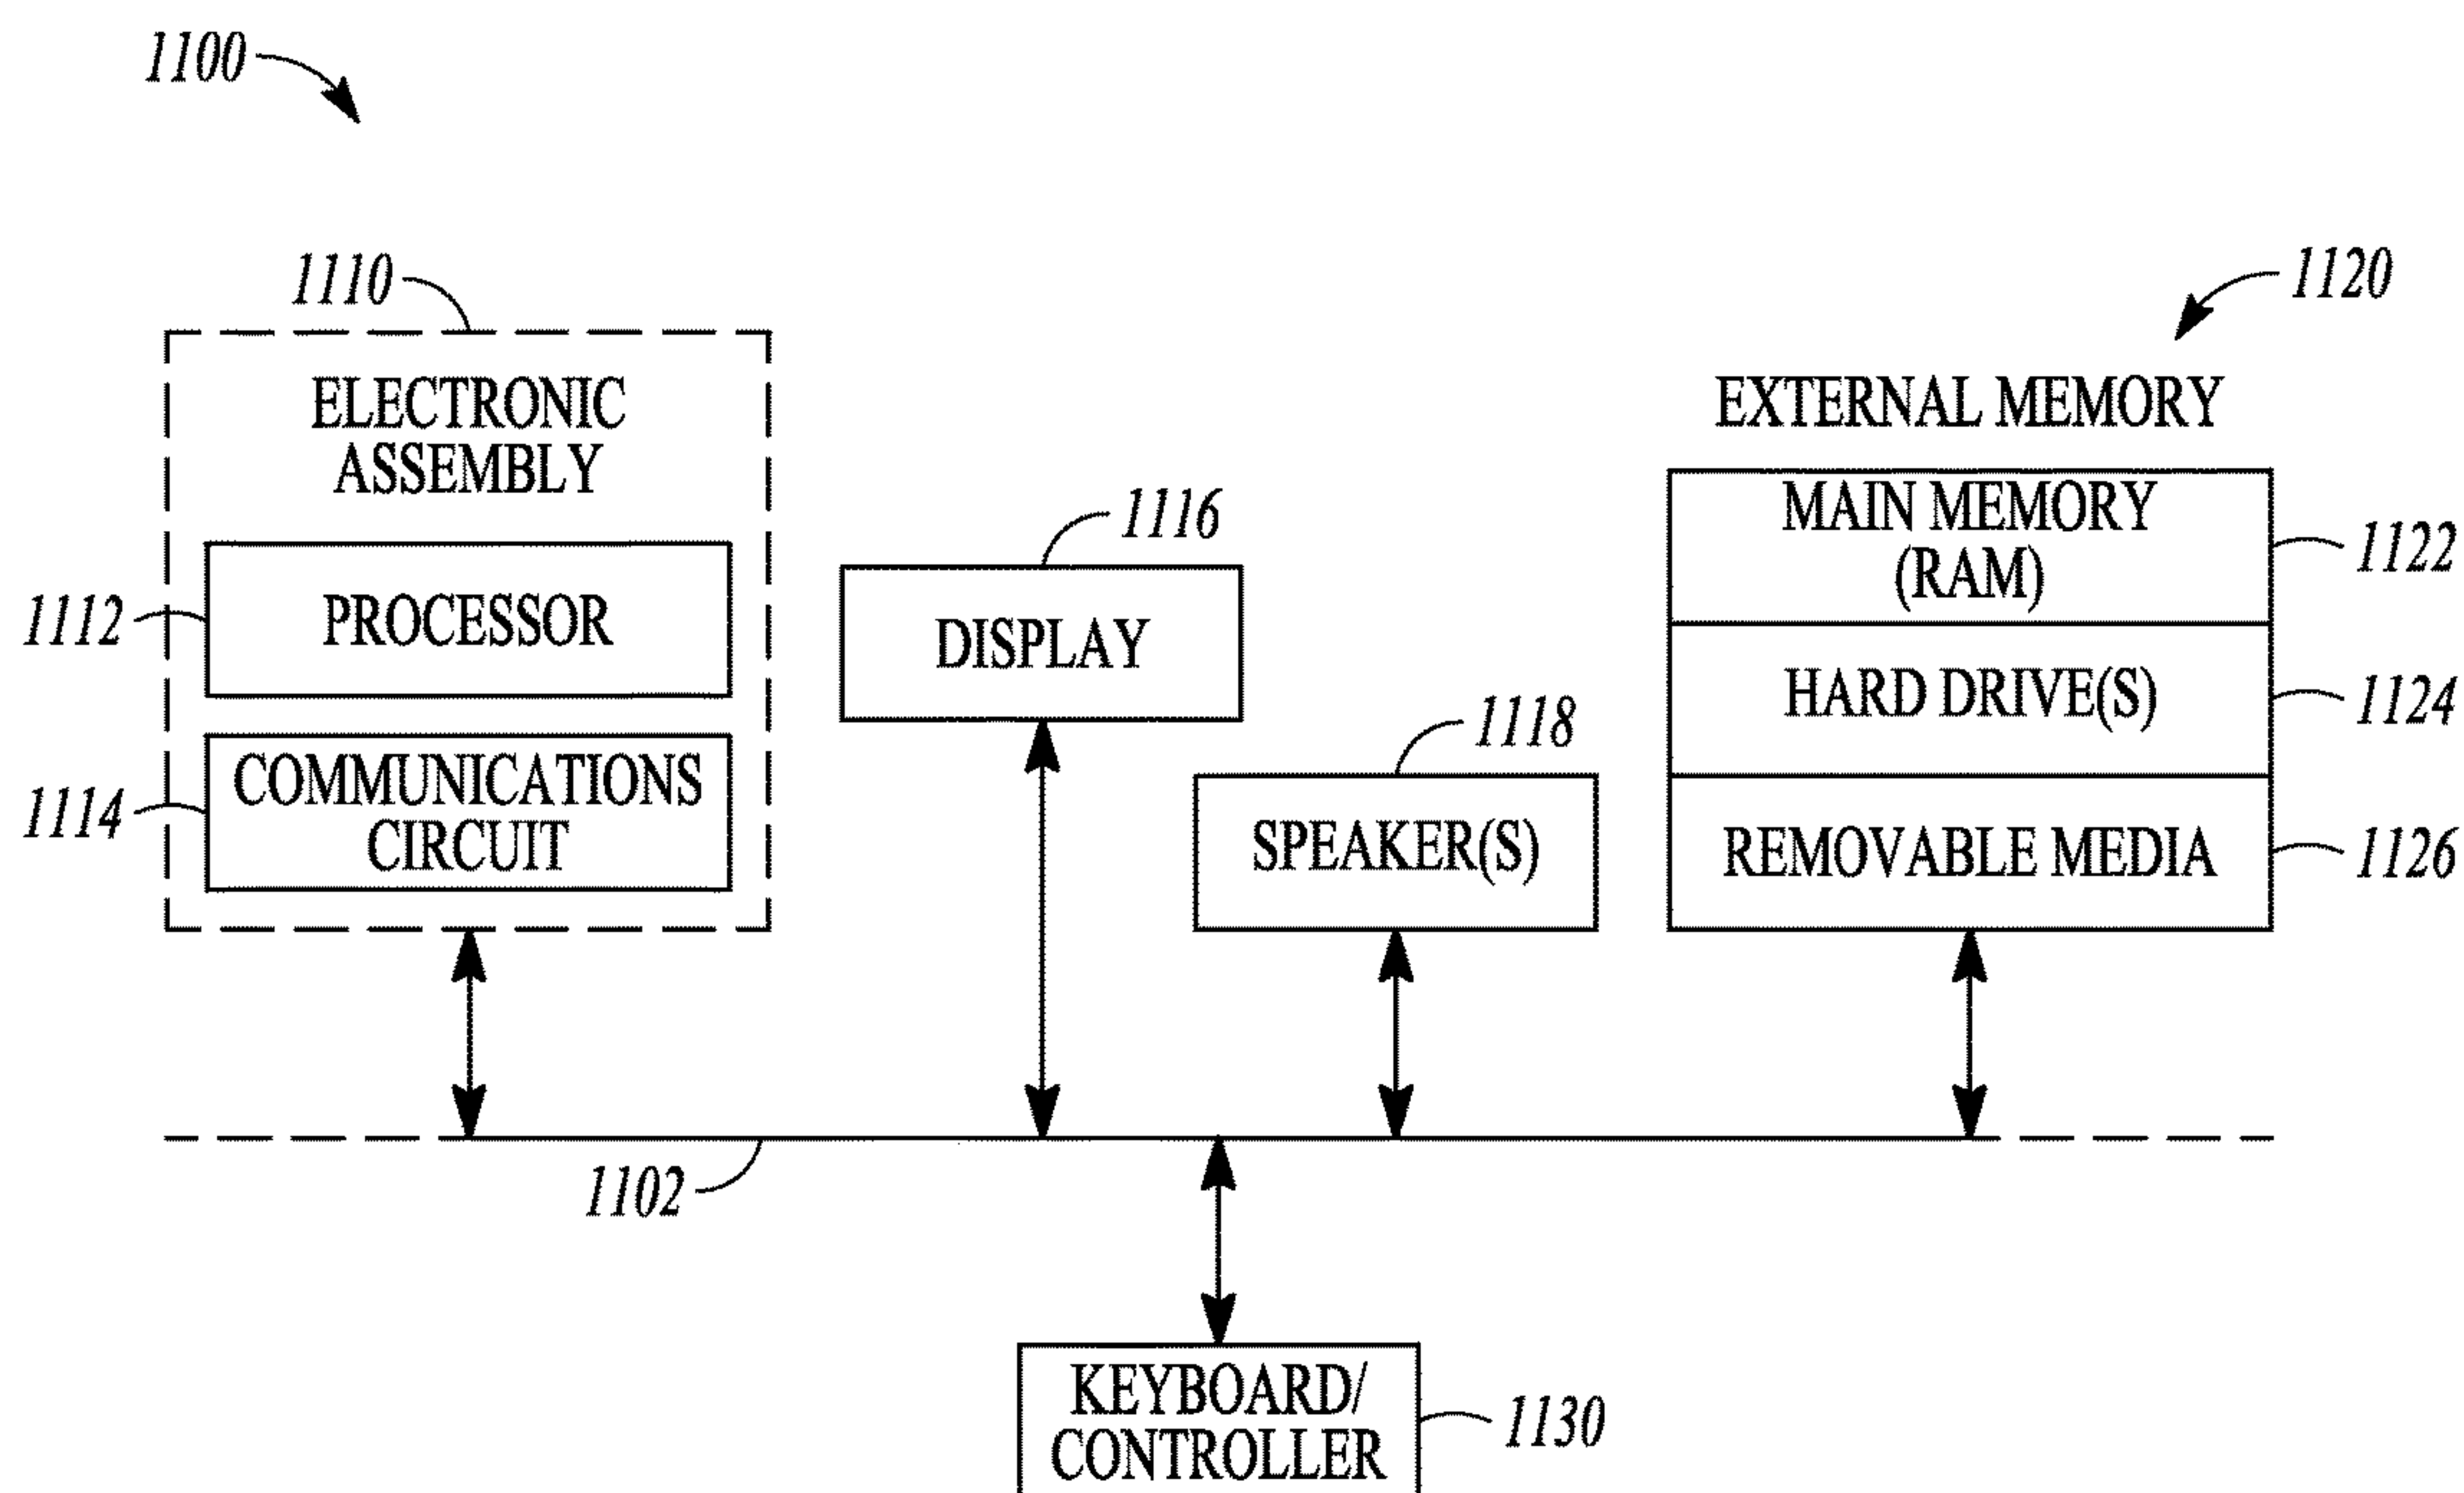 1100
1110
1120
ELECTRONIC
ASSEMBLY
EXTERNAL MEMORY
1112
PROCESSOR
1114
COMMUNICATIONS
CIRCUIT
1116
DISPLAY
1118
SPEAKER(S)
MAIN MEMORY
(RAM)
1122
HARD DRIVE(S)
1124
REMOVABLE MEDIA
1126
1102
KEYBOARD/
CONTROLLER
1130